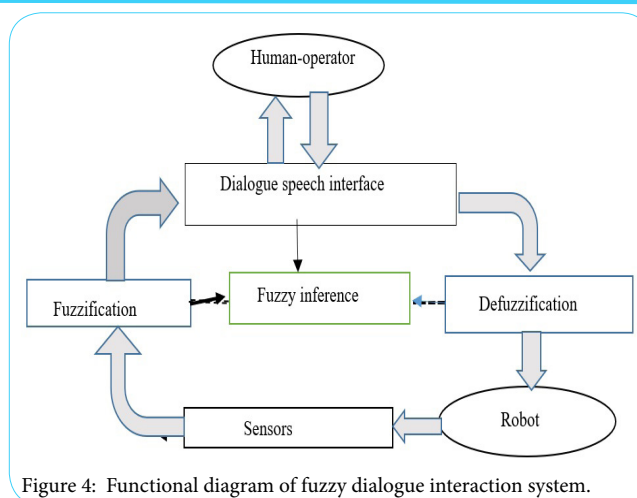 Human-operator
Dialogue speech interface
Fuzzification
Fuzzy inference
Defuzzification
Sensors
Robot
Figure 4: Functional diagram of fuzzy dialogue interaction system.